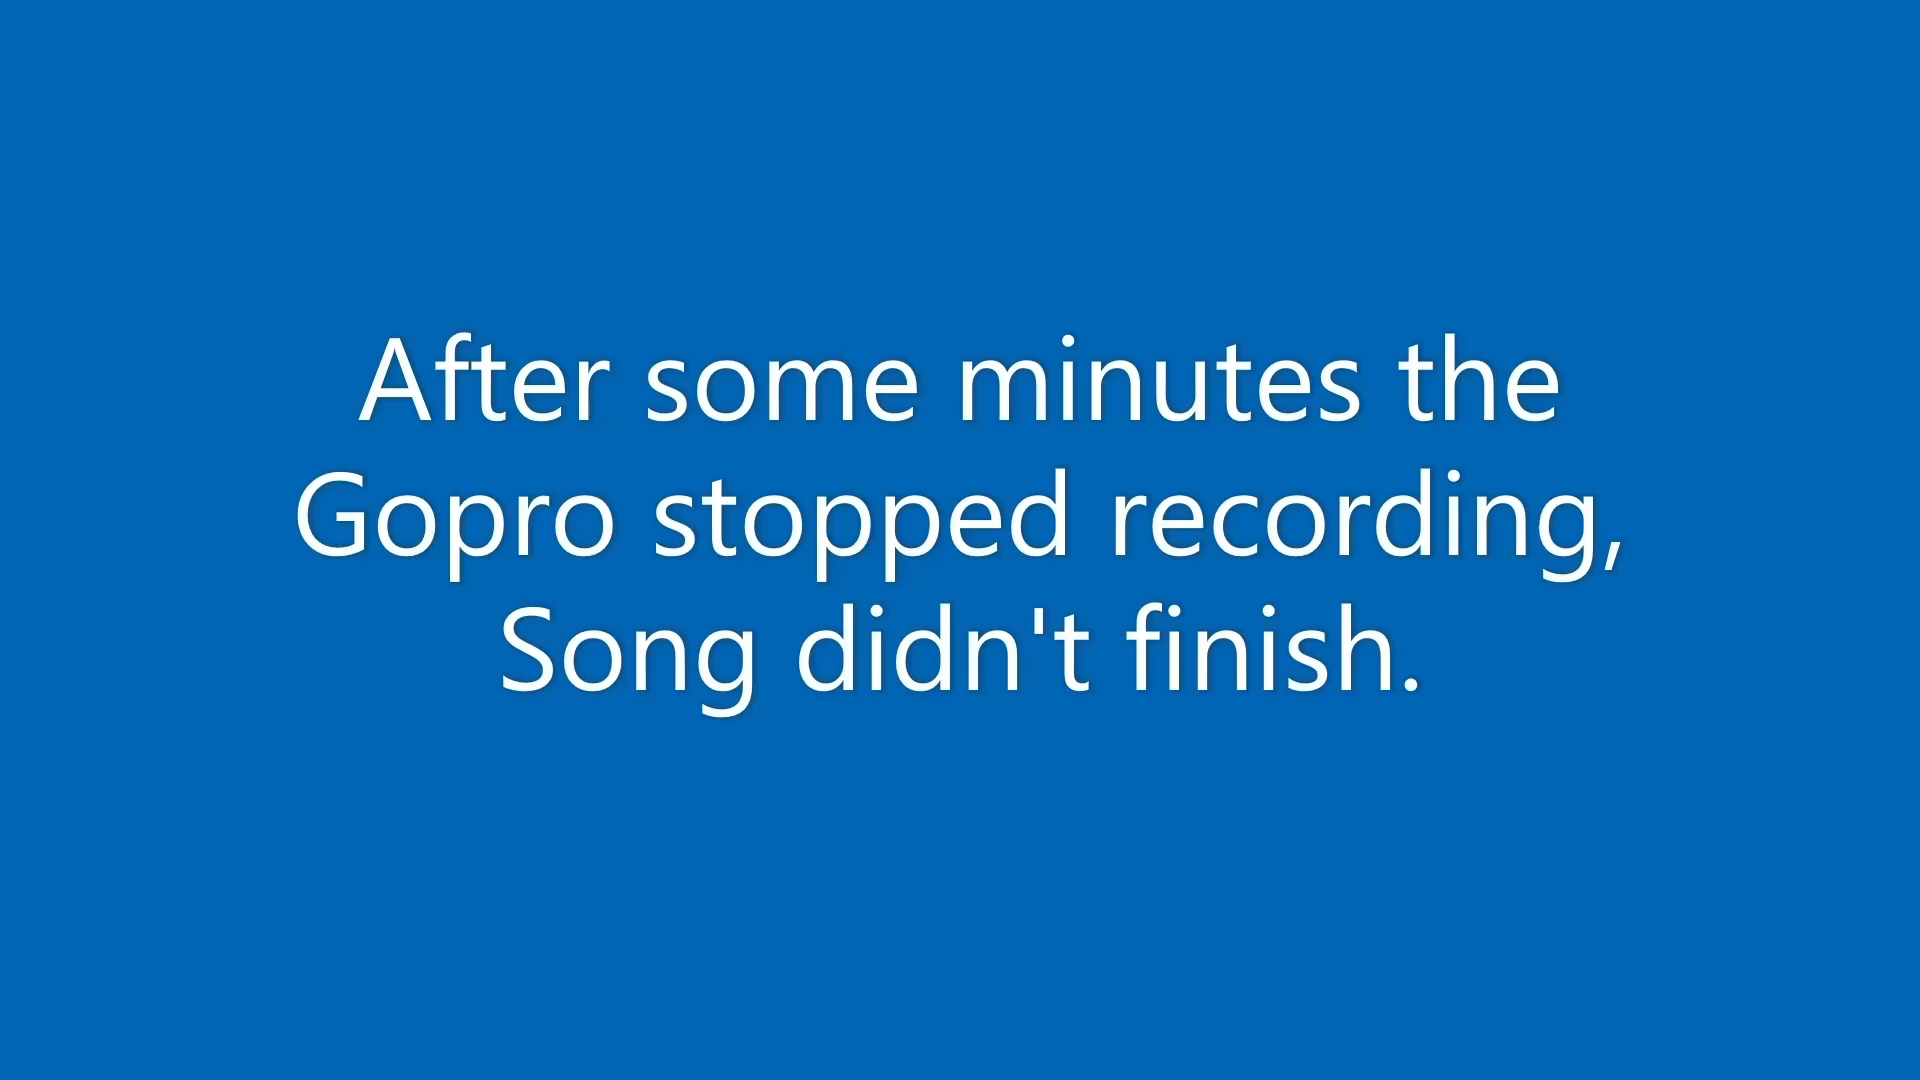 After some minutes the
Gopro stopped recording,
Song didn't finish.